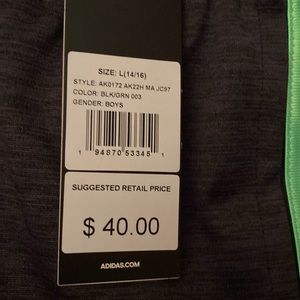 SIZE: L(14/16)
STYLE: AK0172 AK22H MA JC97
COLOR: BLK/GRN 003
GENDER: BOYS
1 94870 53345 1
SUGGESTED RETAIL PRICE
$ 40.00
ADIDAS.COM